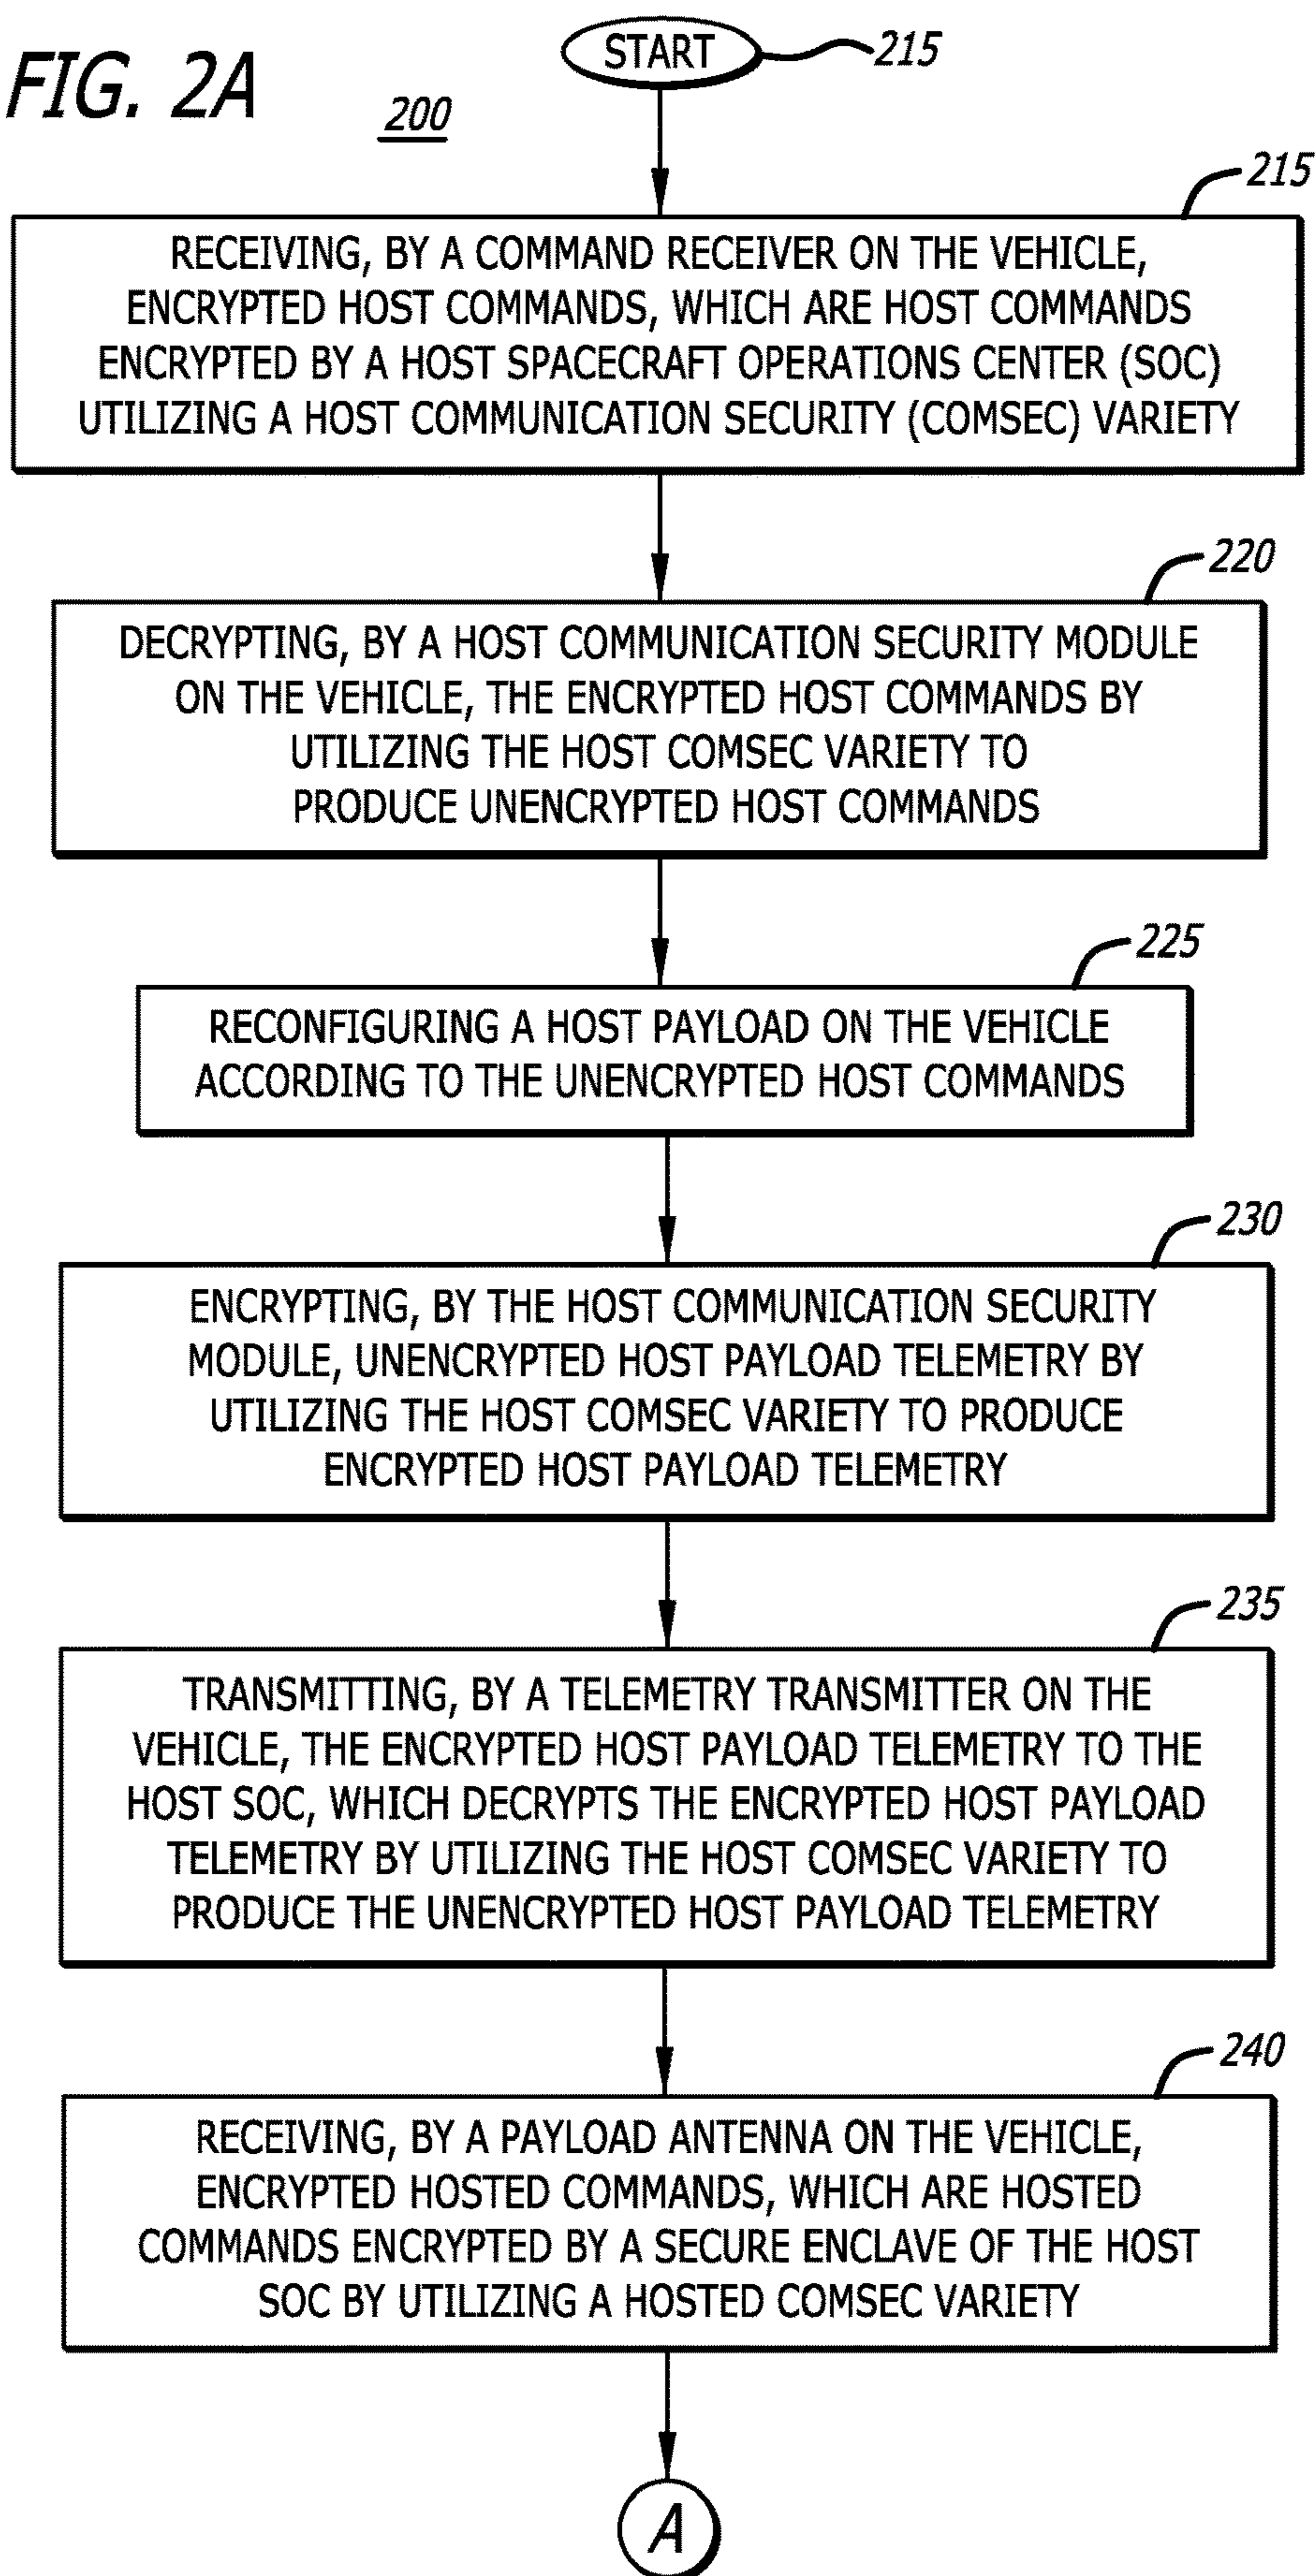 START
215
FIG. 2A
200
215
RECEIVING, BY A COMMAND RECEIVER ON THE VEHICLE,
ENCRYPTED HOST COMMANDS, WHICH ARE HOST COMMANDS
ENCRYPTED BY A HOST SPACECRAFT OPERATIONS CENTER (SOC)
UTILIZING A HOST COMMUNICATION SECURITY (COMSEC) VARIETY
220
DECRYPTING, BY A HOST COMMUNICATION SECURITY MODULE
ON THE VEHICLE, THE ENCRYPTED HOST COMMANDS BY
UTILIZING THE HOST COMSEC VARIETY TO
PRODUCE UNENCRYPTED HOST COMMANDS
225
RECONFIGURING A HOST PAYLOAD ON THE VEHICLE
ACCORDING TO THE UNENCRYPTED HOST COMMANDS
230
ENCRYPTING, BY THE HOST COMMUNICATION SECURITY
MODULE, UNENCRYPTED HOST PAYLOAD TELEMETRY BY
UTILIZING THE HOST COMSEC VARIETY TO PRODUCE
ENCRYPTED HOST PAYLOAD TELEMETRY
235
TRANSMITTING, BY A TELEMETRY TRANSMITTER ON THE
VEHICLE, THE ENCRYPTED HOST PAYLOAD TELEMETRY TO THE
HOST SOC, WHICH DECRYPTS THE ENCRYPTED HOST PAYLOAD
TELEMETRY BY UTILIZING THE HOST COMSEC VARIETY TO
PRODUCE THE UNENCRYPTED HOST PAYLOAD TELEMETRY
240
RECEIVING, BY A PAYLOAD ANTENNA ON THE VEHICLE,
ENCRYPTED HOSTED COMMANDS, WHICH ARE HOSTED
COMMANDS ENCRYPTED BY A SECURE ENCLAVE OF THE HOST
SOC BY UTILIZING A HOSTED COMSEC VARIETY
A